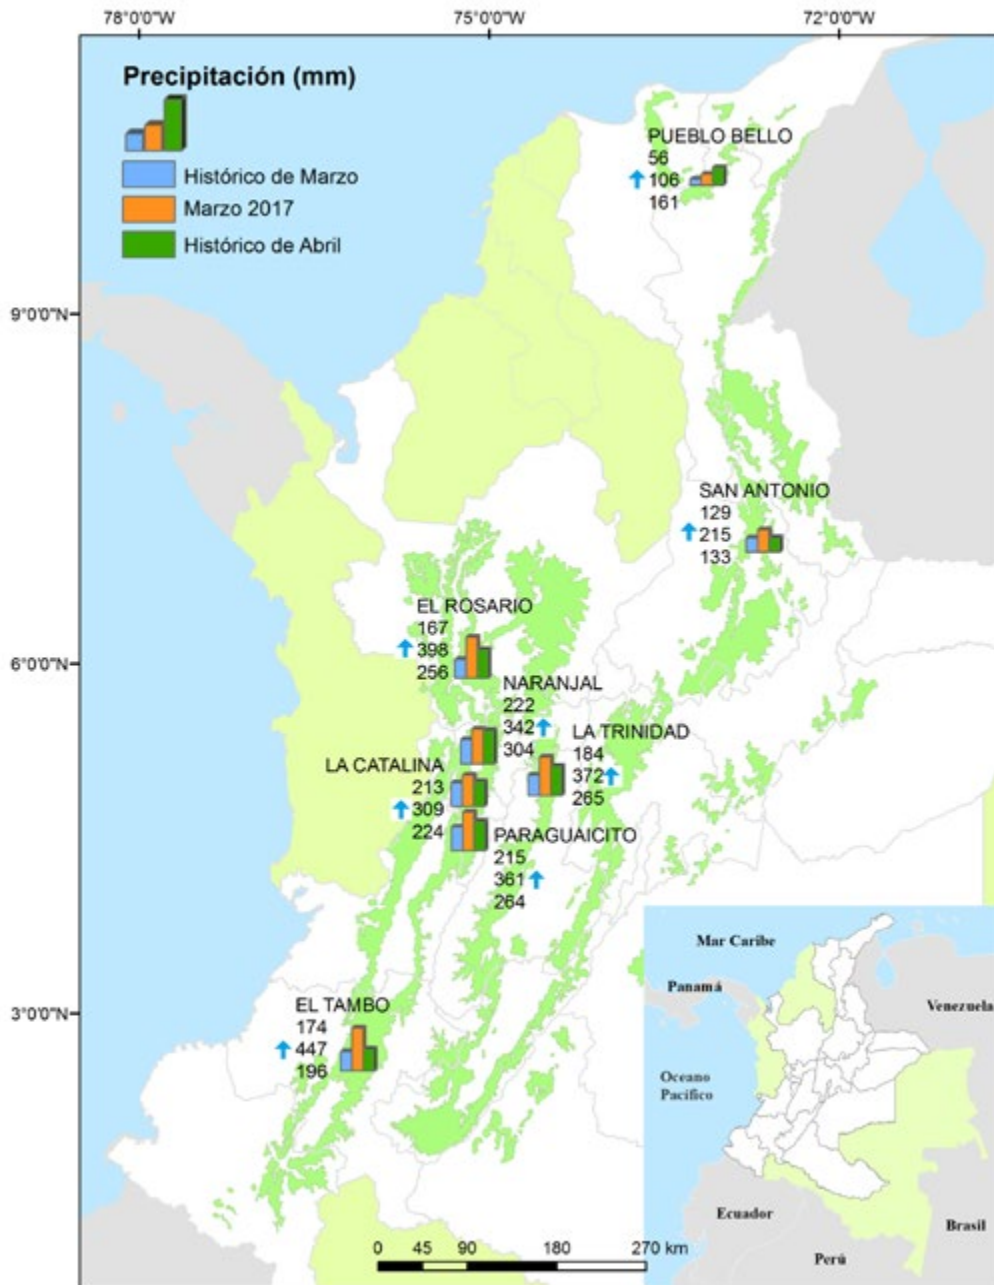 78°0'0"W
75°0'0"W
72°0'0"W
Precipitación (mm)
Histórico de Marzo
Marzo 2017
Histórico de Abril
PUEBLO BELLO
56
106
161
9°0'0"N
SAN ANTONIO
129
215
133
EL ROSARIO
167
398
256
6°0'0"N
NARANJAL
222
342
304
LA TRINIDAD
184
372
265
LA CATALINA
213
309
224
PARAGUAICITO
215
361
264
3°0'0"N
EL TAMBO
174
447
196
Mar Caribe
Panamá
Venezuela
Oceano
Pacífico
Ecuador
Brasil
Perú
0 45 90 180 270 km